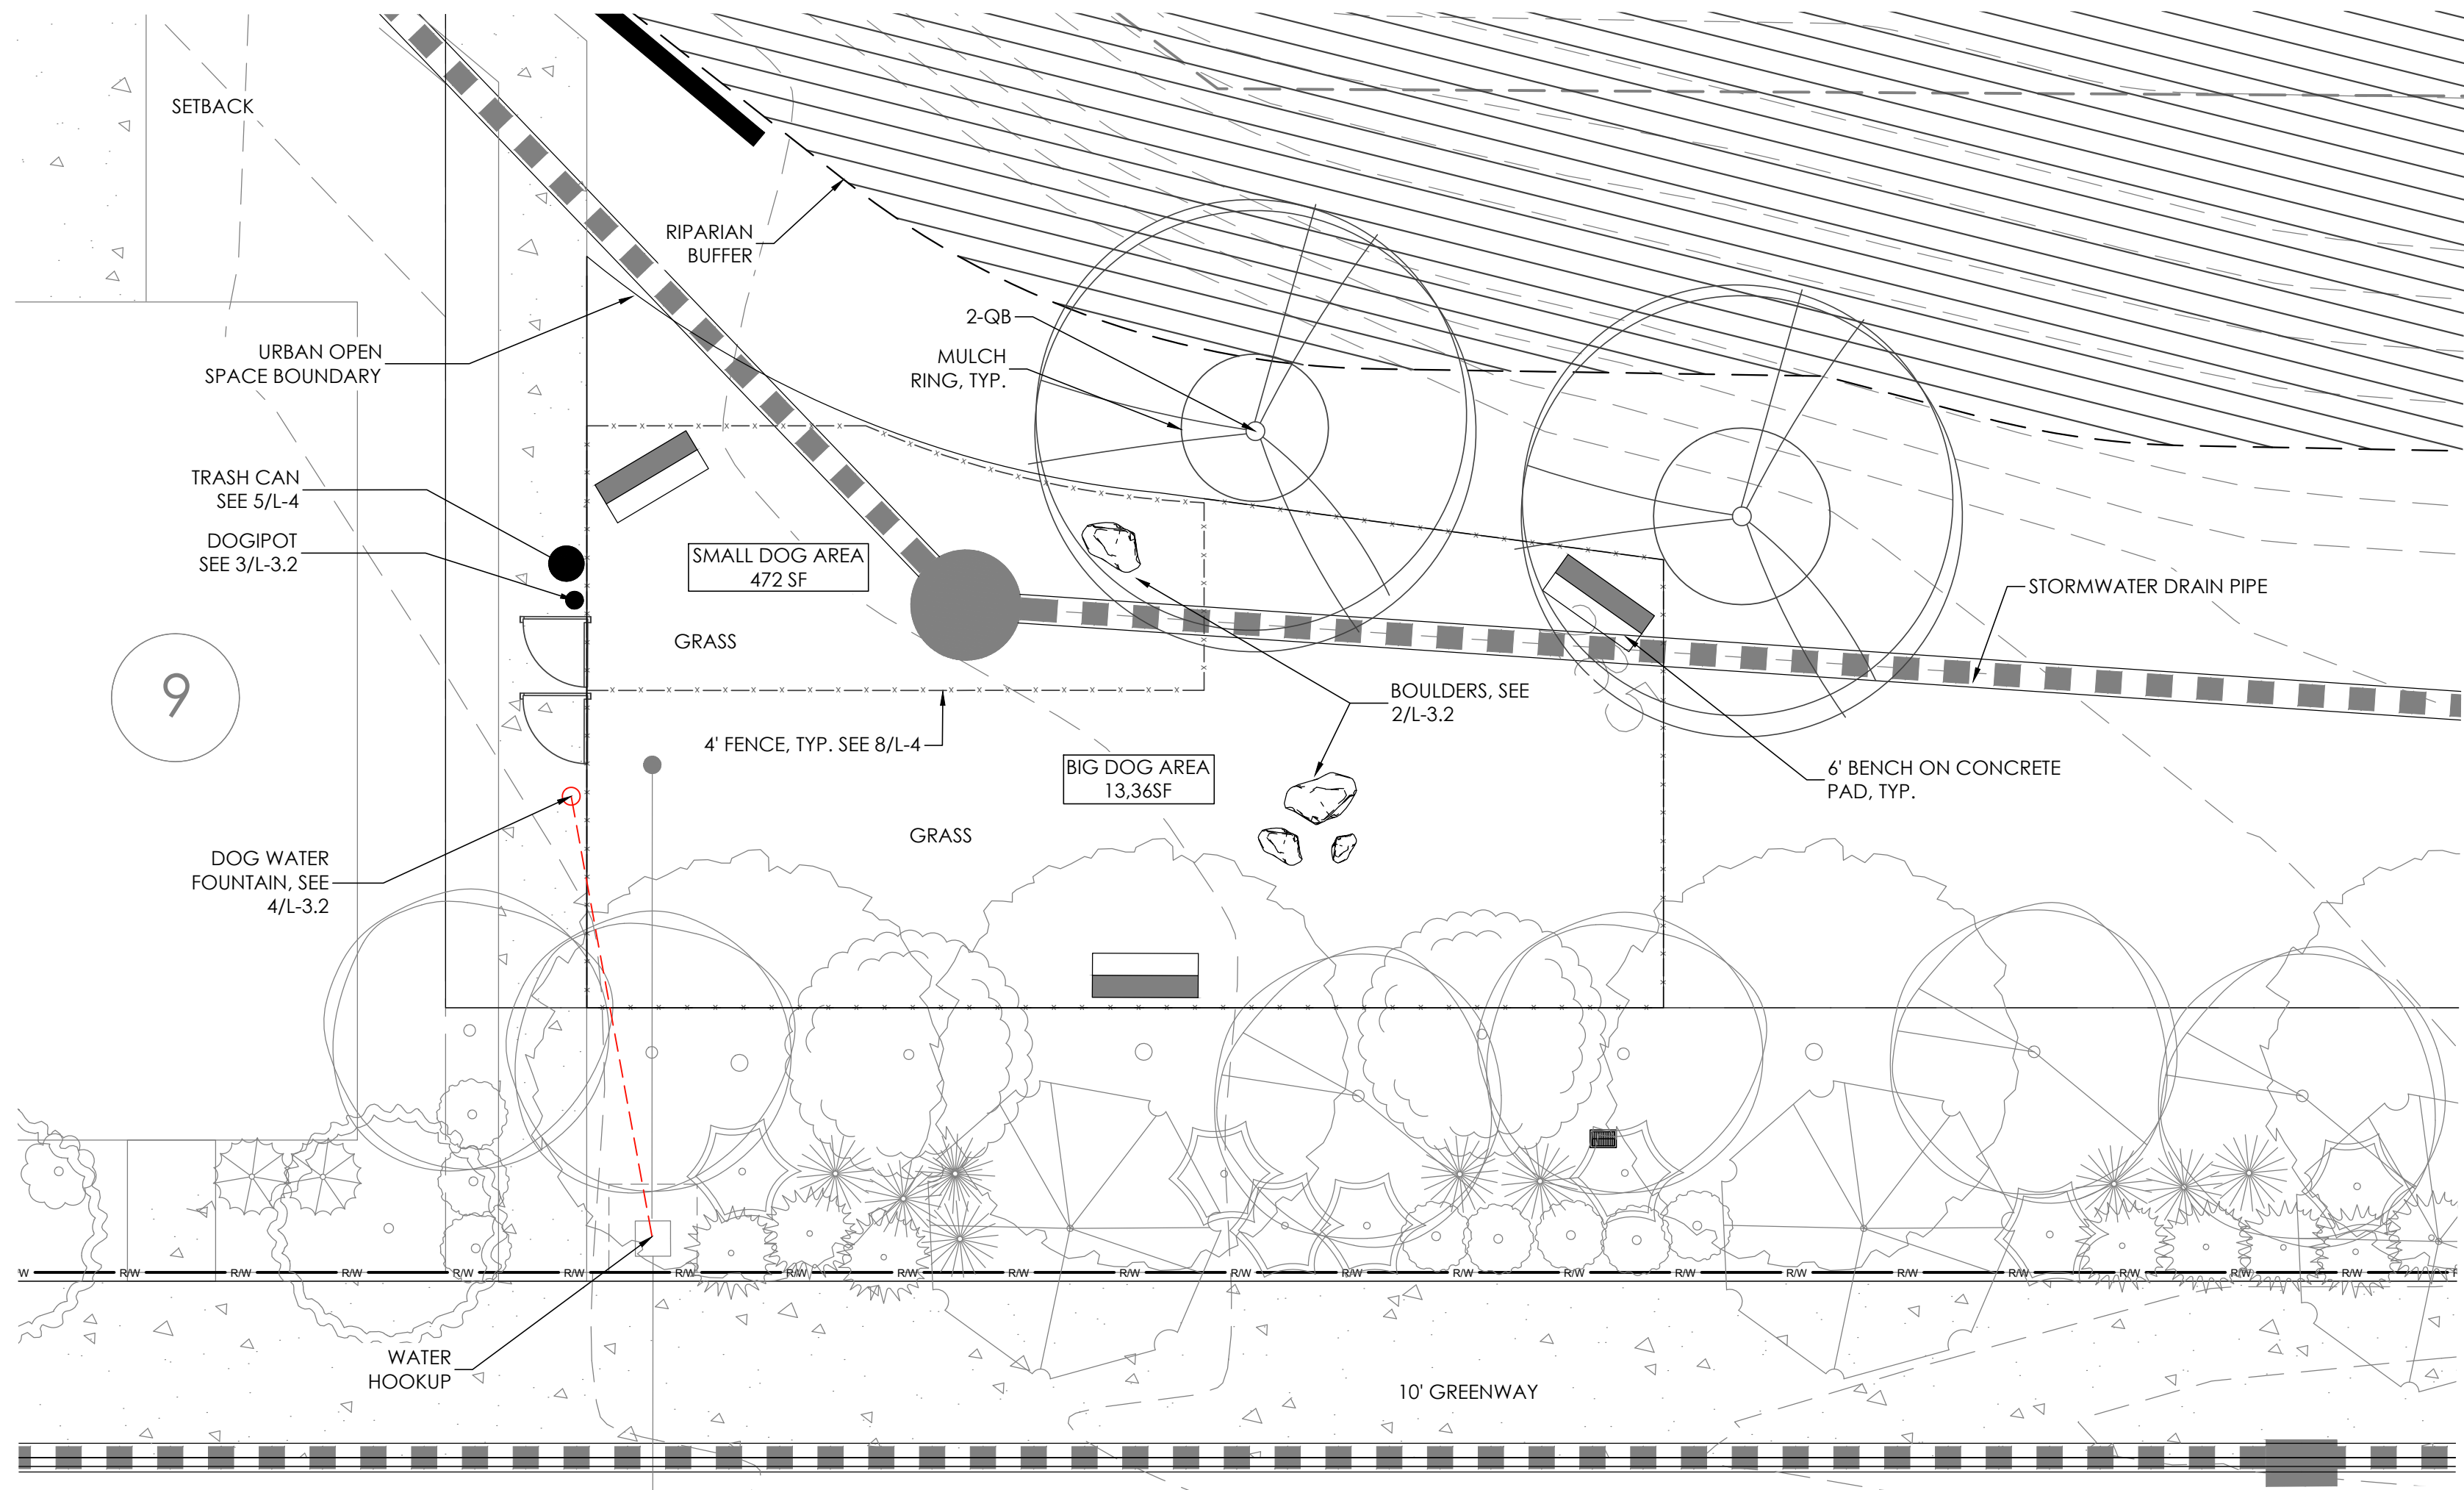 SETBACK
RIPARIAN
BUFFER
2-QB
MULCH
RING, TYP.
URBAN OPEN
SPACE BOUNDARY
TRASH CAN
SEE 5/L-4
DOGIPOT
SEE 3/L-3.2
SMALL DOG AREA
472 SF
GRASS
STORMWATER DRAIN PIPE
9
BOULDERS, SEE
2/L-3.2
4' FENCE, TYP. SEE 8/L-4
BIG DOG AREA
13,36SF
6' BENCH ON CONCRETE
PAD, TYP.
GRASS
DOG WATER
FOUNTAIN, SEE
4/L-3.2
W R/W R/W R/W R/W R/W R/W R/W R/W R/W R/W R/W R/W R/W R/W R/W R/W R/W R/W R/W R/W R/W
WATER
HOOKUP
10' GREENWAY